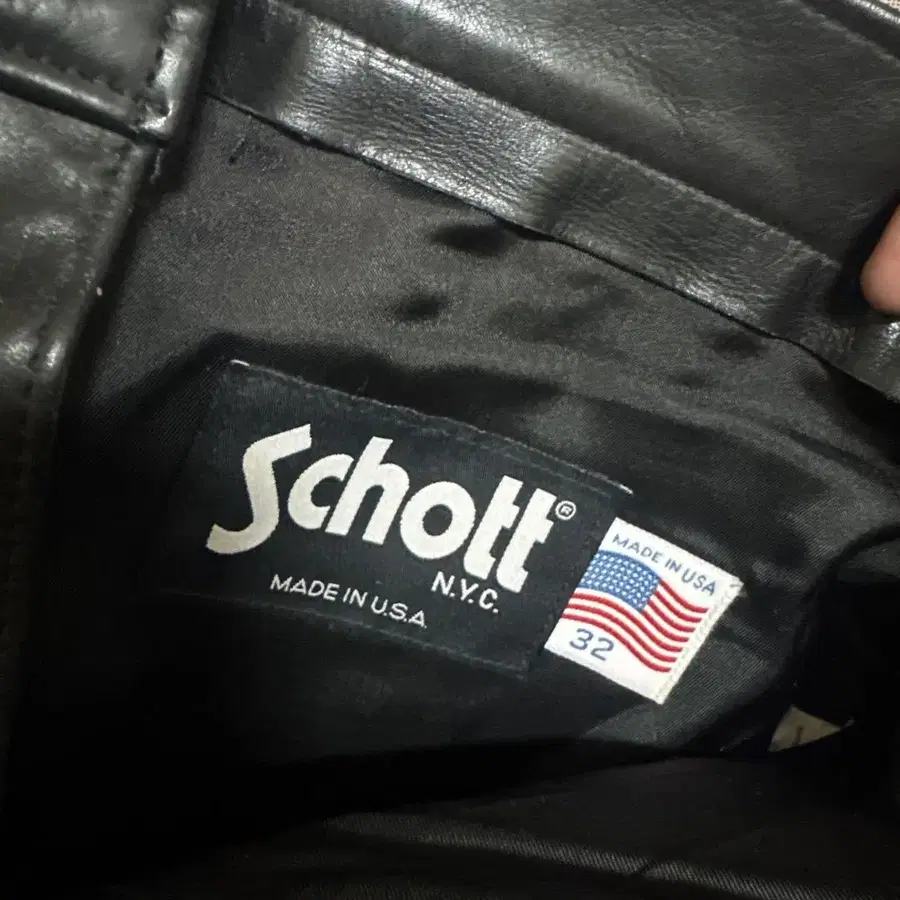 Schott®
N.Y.C.
MADE IN U.S.A
MADE IN USA
32